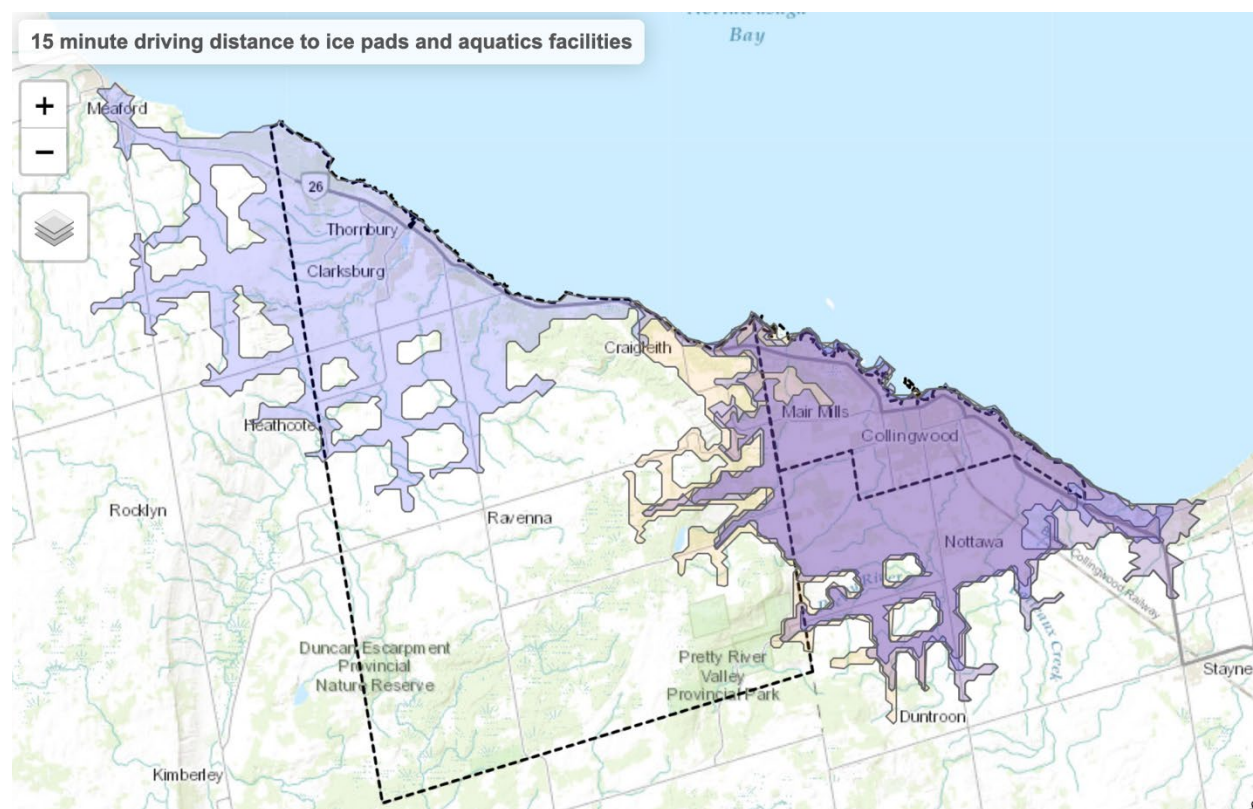 Bay
15 minute driving distance to ice pads and aquatics facilities
+
Meaford
−
26
Thornbury
Clarksburg
Craigleith
Mair Mills
Heathcote
Collingwood
Rocklyn
Ravenna
Nottawa
Collingwood Railway
River
Creek
Duncan Escarpment
Provincial
Nature Reserve
Pretty River
Valley
Provincial Park
Stayne
Duntroon
Kimberley